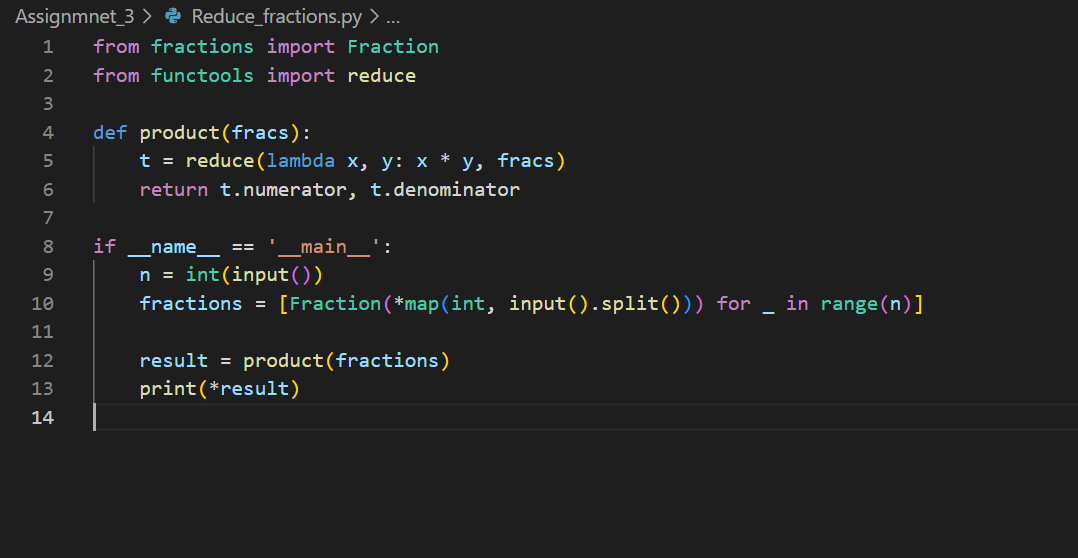 Assignmnet_3 > Reduce_fractions.py > ...
1 from fractions import Fraction
2 from functools import reduce
3
4 def product(fracs):
5     t = reduce(lambda x, y: x * y, fracs)
6     return t.numerator, t.denominator
7
8 if __name__ == '__main__':
9     n = int(input())
10     fractions = [Fraction(*map(int, input().split())) for _ in range(n)]
11
12     result = product(fractions)
13     print(*result)
14